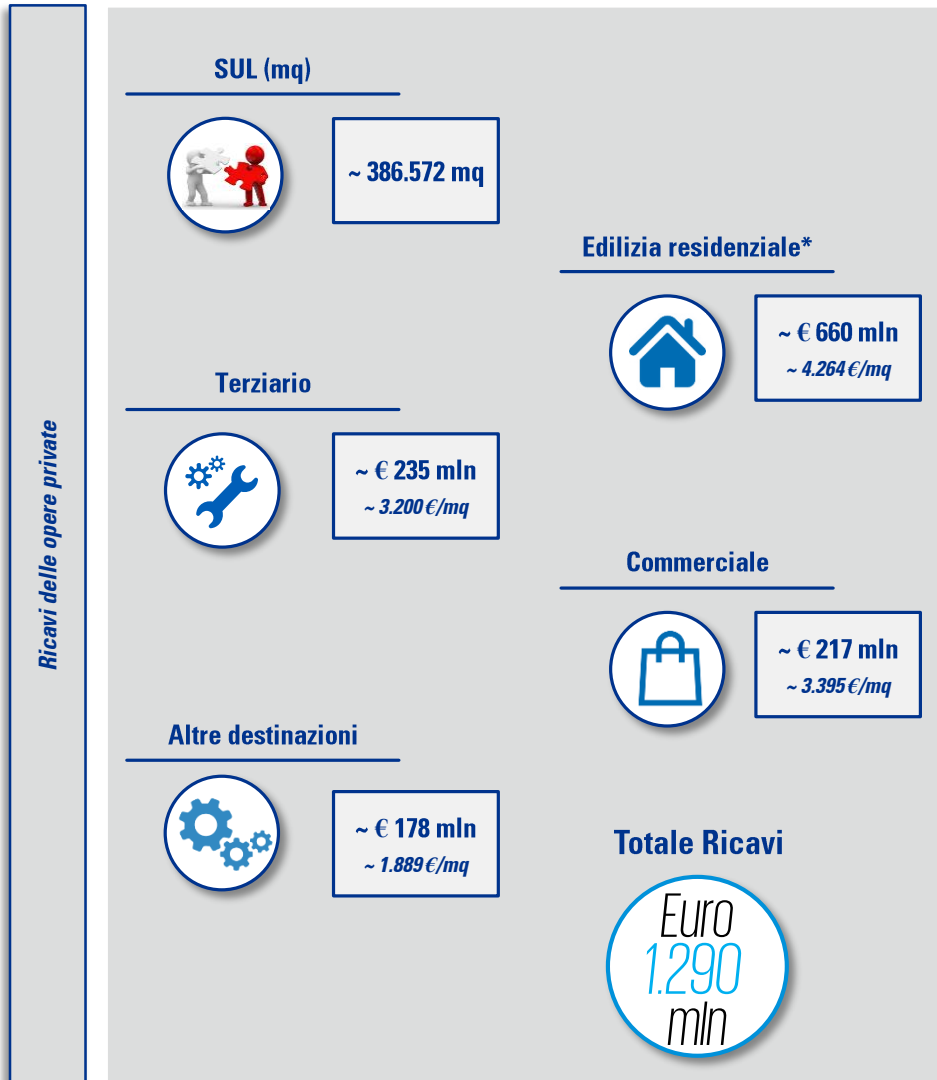 Ricavi delle opere private
SUL (mq)
~ 386.572 mq
Edilizia residenziale*
~ € 660 mln
~ 4.264 €/mq
Terziario
~ € 235 mln
~ 3.200 €/mq
Commerciale
~ € 217 mln
~ 3.395 €/mq
Altre destinazioni
~ € 178 mln
~ 1.889 €/mq
Totale Ricavi
Euro
1.290
mln